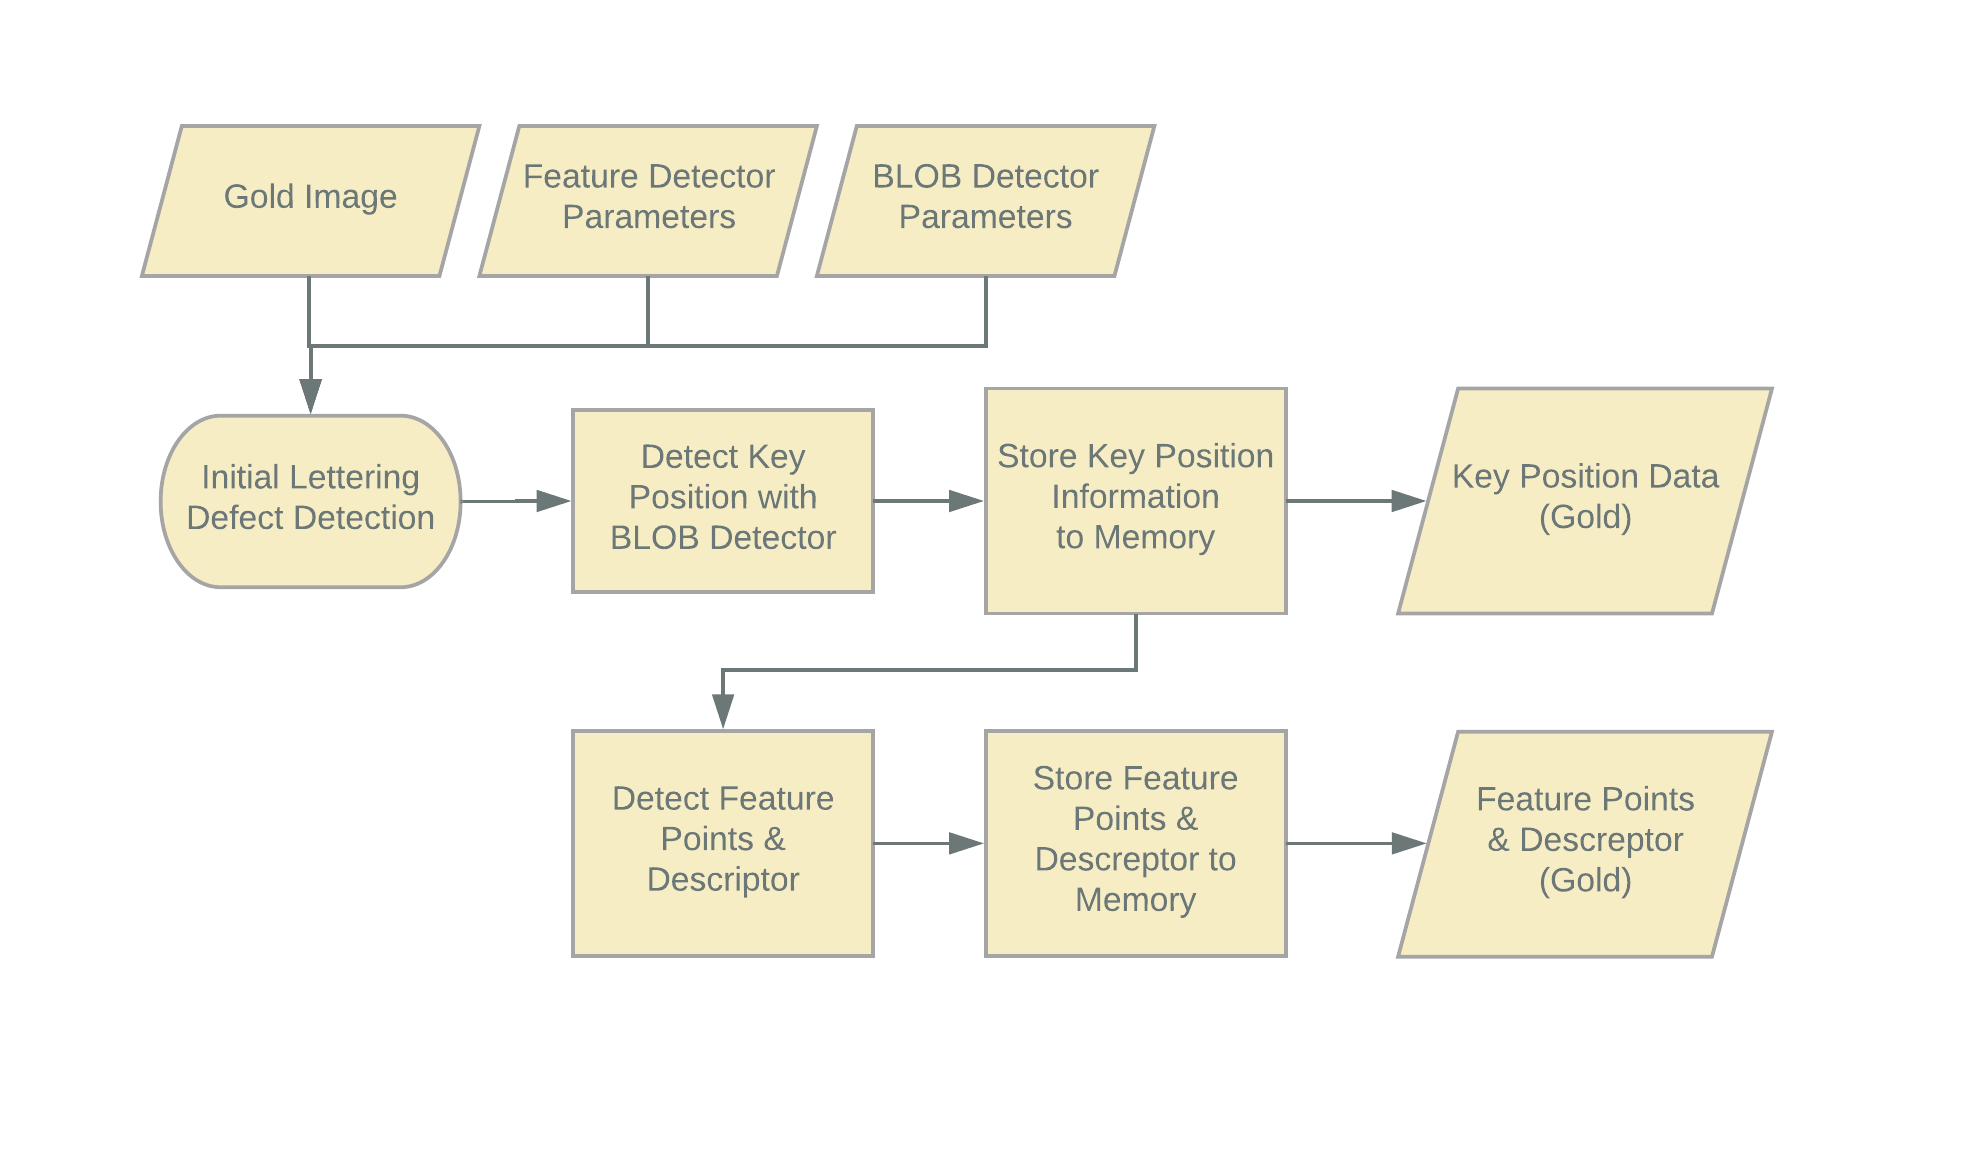 Gold Image
Feature Detector
Parameters
BLOB Detector
Parameters
Initial Lettering
Defect Detection
Detect Key
Position with
BLOB Detector
Store Key Position
Information
to Memory
Key Position Data
(Gold)
Detect Feature
Points &
Descriptor
Store Feature
Points &
Descreptor to
Memory
Feature Points
& Descreptor
(Gold)